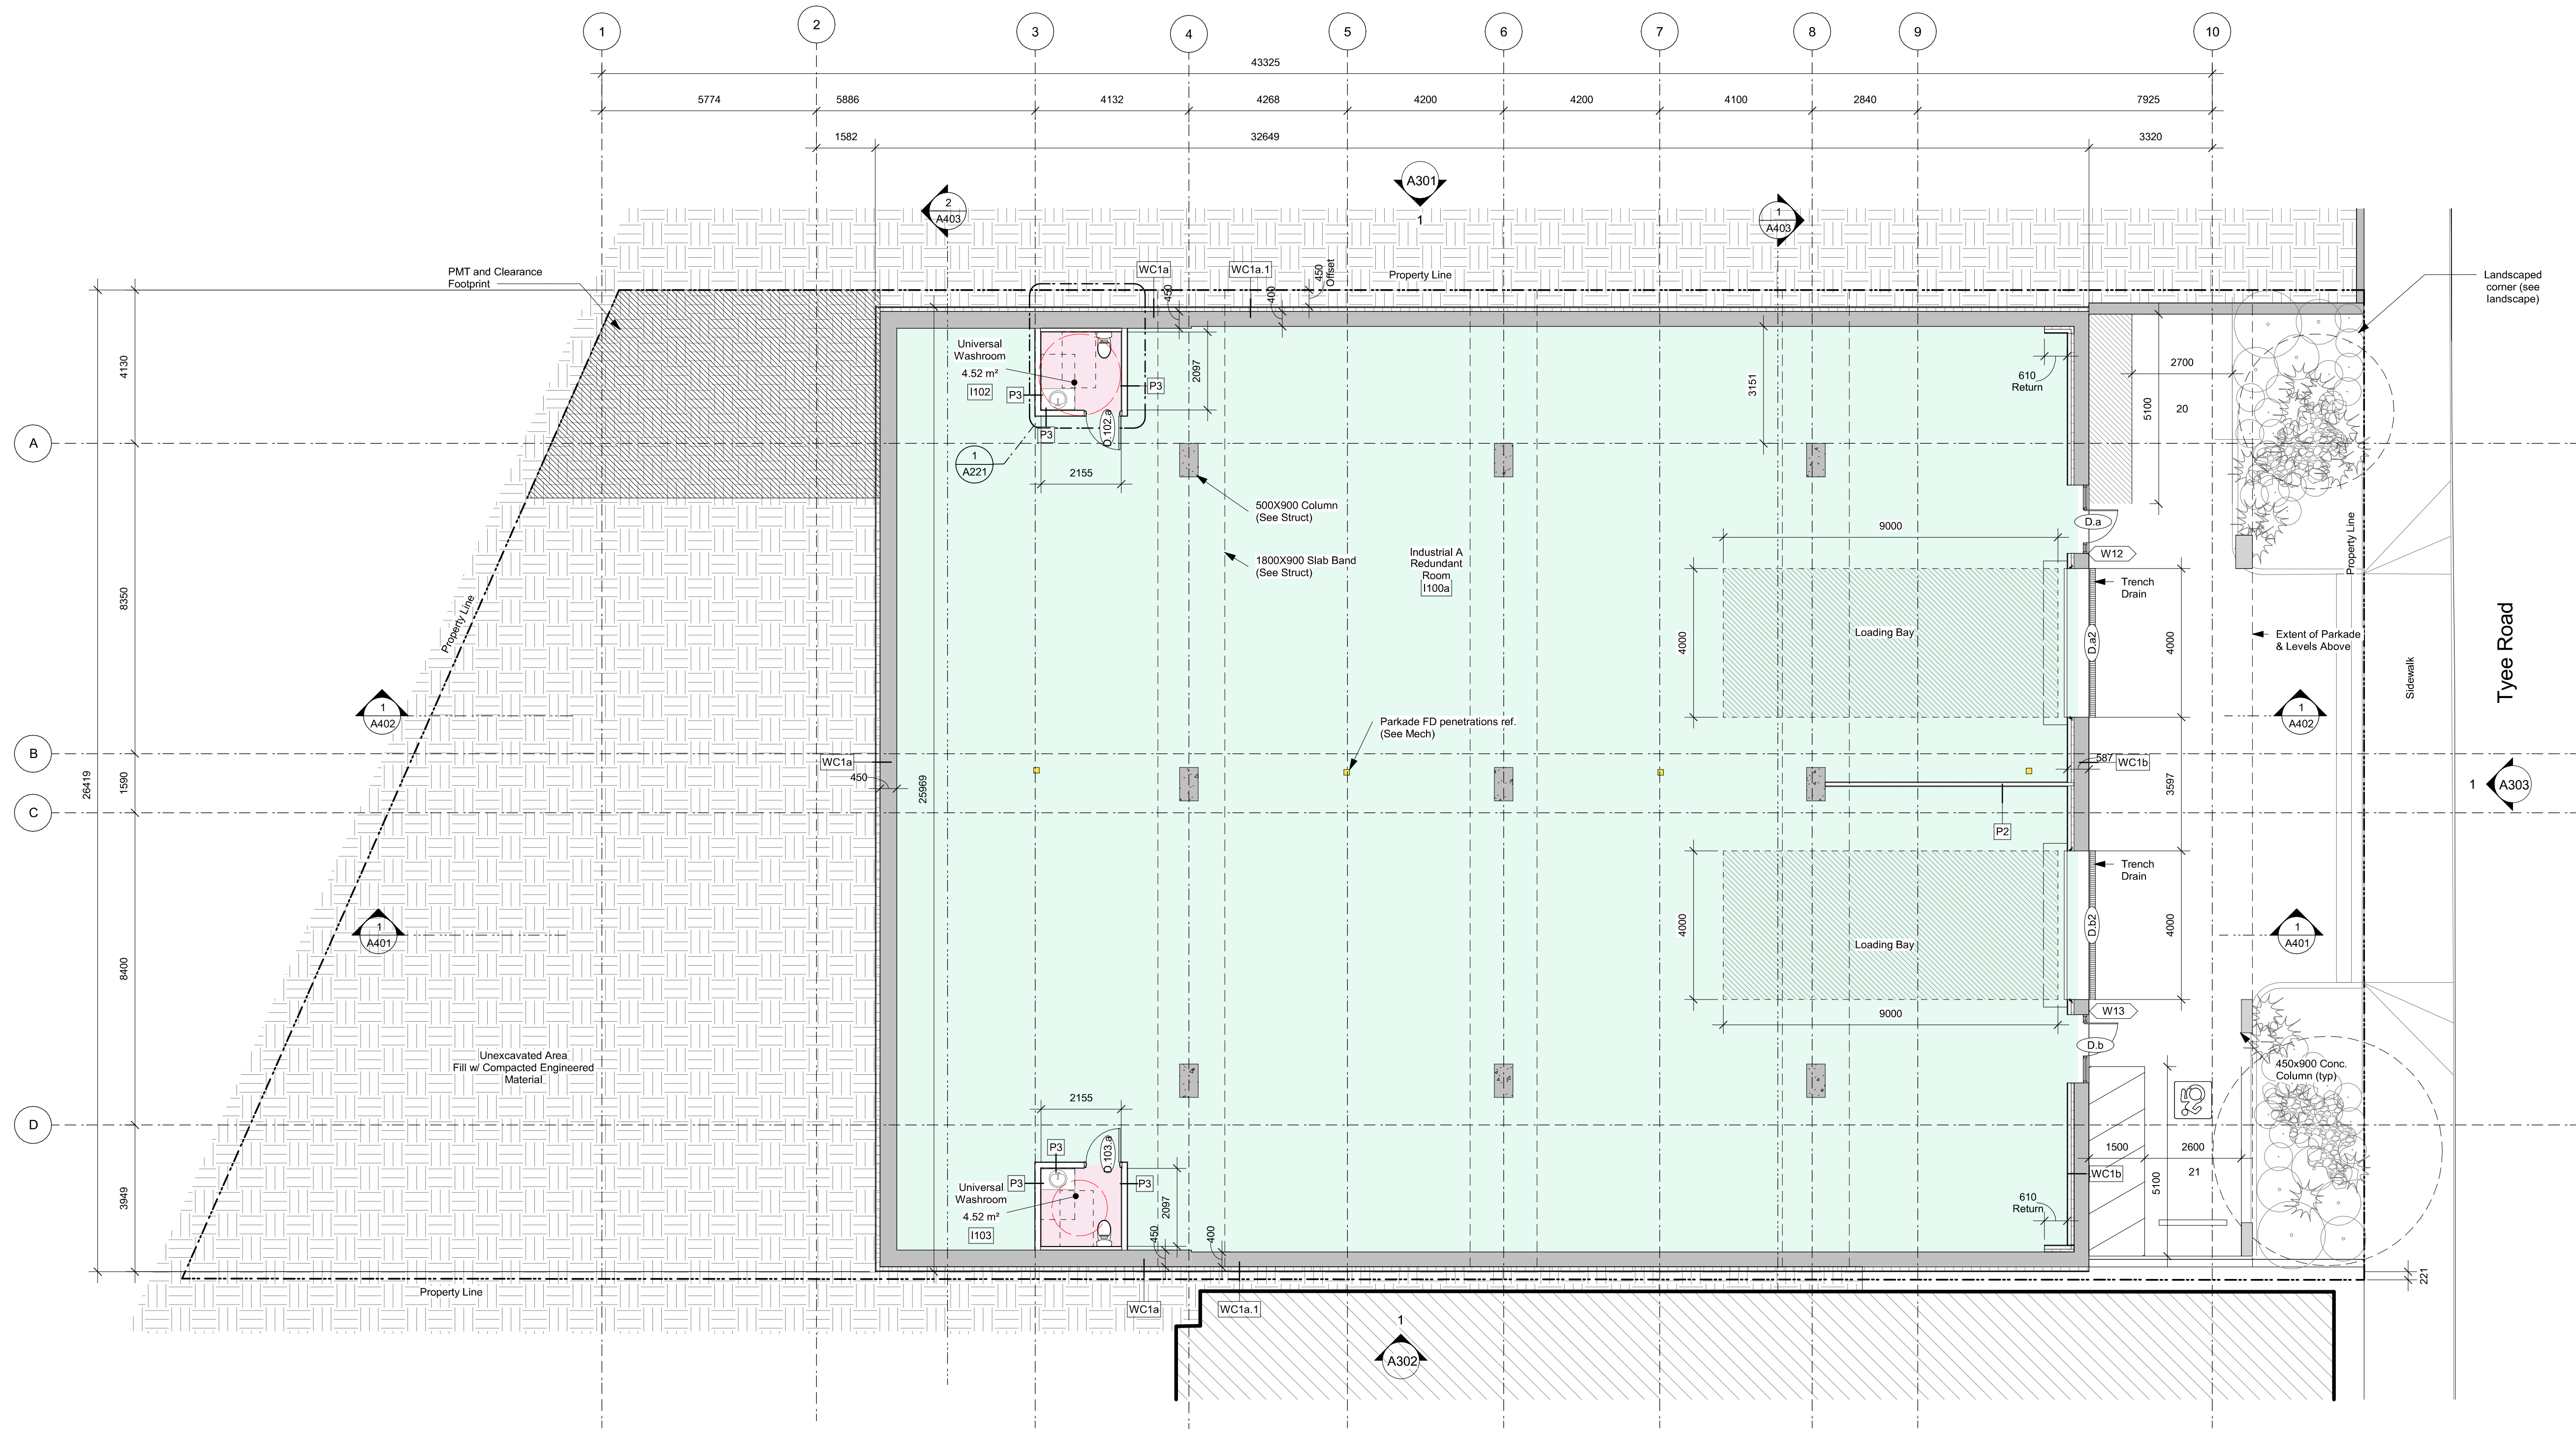 1
2
3
4
5
6
7
8
9
10
43325
5774
5886
4132
4268
4200
4200
4100
2840
7925
1582
32649
3320
A301
1
2
A403
1
A403
PMT and Clearance
Footprint
WC1a
WC1a.1
450
Offset
Property Line
Landscaped
corner (see
landscape)
450
400
Universal
Washroom
4.52 m²
I102
P3
P3
P3
2097
D.102.a
3151
610
Return
2700
5100
20
4130
A
1
A221
2155
500X900 Column
(See Struct)
1800X900 Slab Band
(See Struct)
Industrial A
Redundant
Room
I100a
9000
D.a
W12
Property Line
Trench
Drain
8350
Property Line
4000
Loading Bay
D.a2
4000
Extent of Parkade
& Levels Above
Sidewalk
Tyee Road
1
A402
1
A402
Parkade FD penetrations ref.
(See Mech)
B
26419
1590
WC1a
450
25969
587
WC1b
3597
1
A303
C
P2
Trench
Drain
1
A401
8400
4000
Loading Bay
D.b2
4000
1
A401
9000
W13
D.b
Unexcavated Area
Fill w/ Compacted Engineered
Material
450x900 Conc.
Column (typ)
2155
D
P3
D.103.a
P3
P3
Universal
Washroom
4.52 m²
I103
2097
450
400
610
Return
1500
2600
WC1b
5100
21
3949
221
Property Line
WC1a
WC1a.1
1
A302